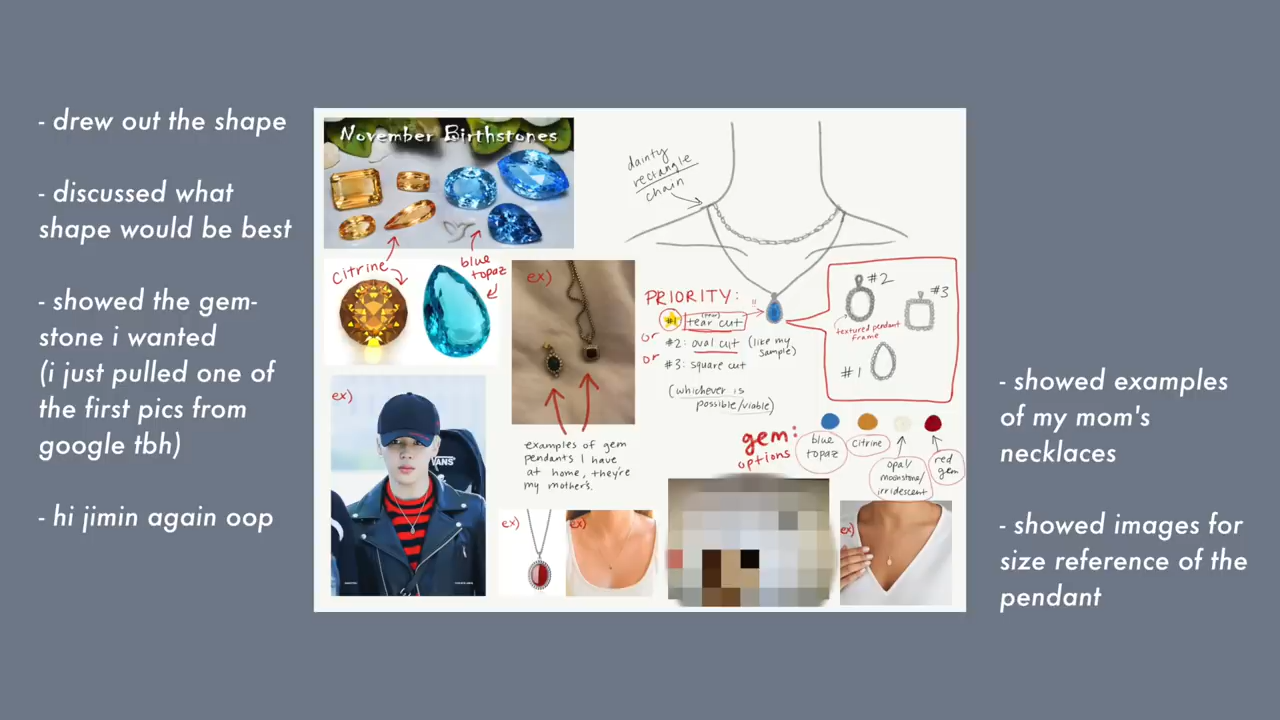 - drew out the shape
- discussed what
shape would be best
- showed the gem-
stone i wanted
(i just pulled one of
the first pics from
google tbh)
- hi jimin again oop
November Birthstones
citrine
blue
topaz
ex)
examples of gem
pendants I have
at home, they're
my mother's.
ex)
VANS
ex)
ex)
dainty
rectangle
chain
PRIORITY:
#1 tear cut
or #2: oval cut (like my
sample)
or #3: square cut
(whichever is
possible/viable)
#2
#3
textured pendant
frame
#1
gem:
options
blue
topaz
citrine
opal/
moonstone/
irridescent
red
gem
ex)
- showed examples
of my mom's
necklaces
- showed images for
size reference of the
pendant